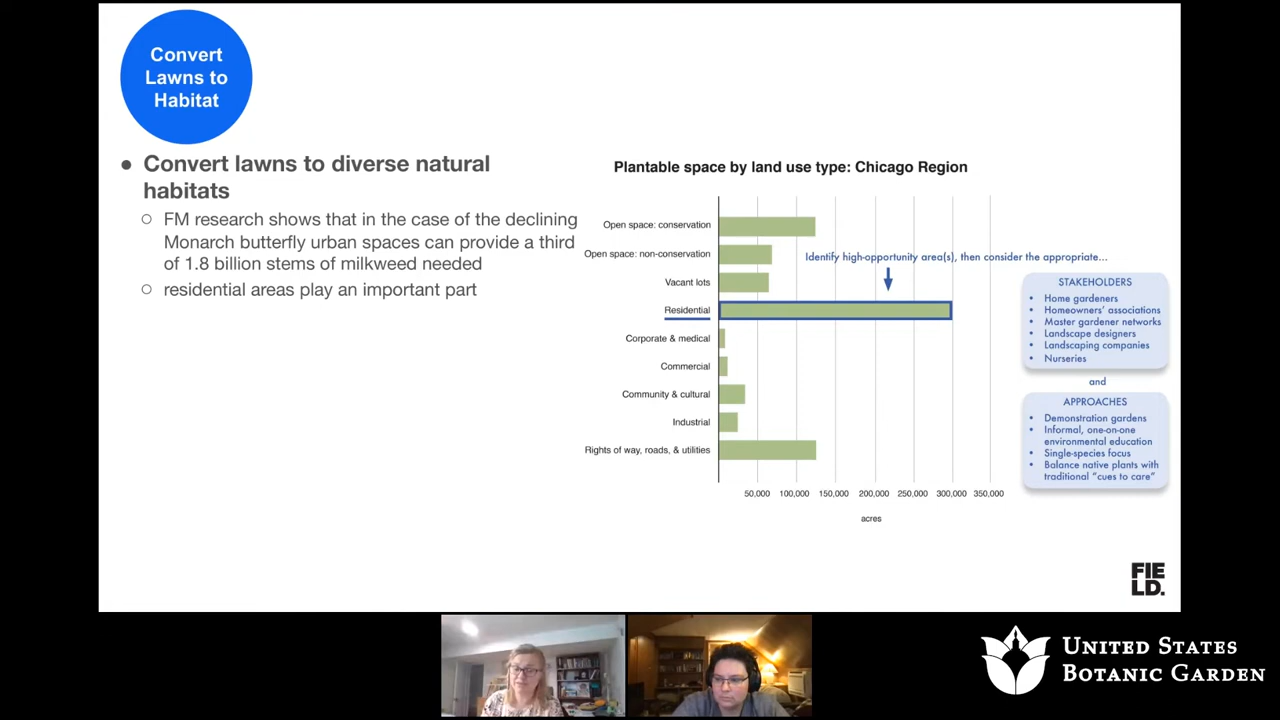 Convert
Lawns to
Habitat
● Convert lawns to diverse natural
habitats
○ FM research shows that in the case of the declining
Monarch butterfly urban spaces can provide a third
of 1.8 billion stems of milkweed needed
○ residential areas play an important part
Plantable space by land use type: Chicago Region
Open space: conservation
Open space: non-conservation
Vacant lots
Residential
Corporate & medical
Commercial
Community & cultural
Industrial
Rights of way, roads, & utilities
50,000 100,000 150,000 200,000 250,000 300,000 350,000
acres
Identify high-opportunity area(s), then consider the appropriate...
STAKEHOLDERS
• Home gardeners
• Homeowners' associations
• Master gardener networks
• Landscape designers
• Landscaping companies
• Nurseries
and
APPROACHES
• Demonstration gardens
• Informal, one-on-one
environmental education
• Single-species focus
• Balance native plants with
traditional "cues to care"
FIE
LD.
UNITED STATES
BOTANIC GARDEN